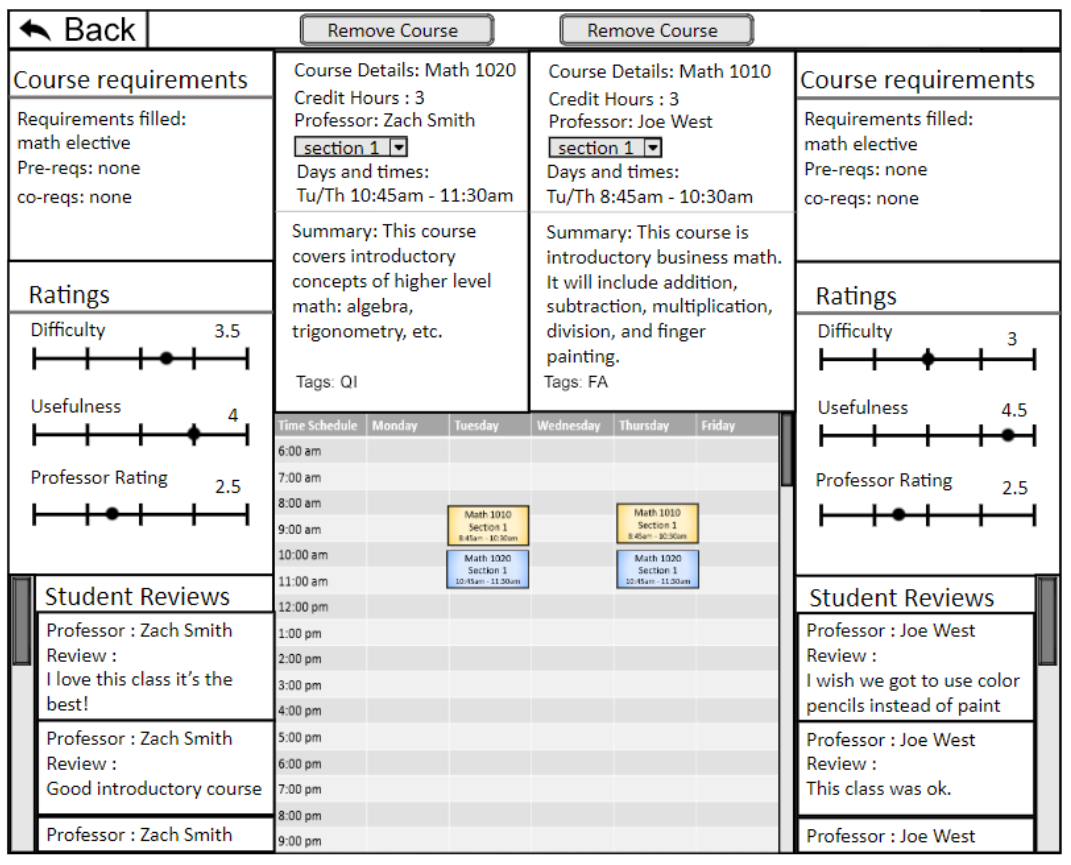 Back
Remove Course
Remove Course
Course requirements
Requirements filled:
math elective
Pre-reqs: none
co-reqs: none
Ratings
Difficulty 3.5
Usefulness 4
Professor Rating 2.5
Student Reviews
Professor : Zach Smith
Review :
I love this class it's the
best!
Professor : Zach Smith
Review :
Good introductory course
Professor : Zach Smith
Course Details: Math 1020
Credit Hours : 3
Professor: Zach Smith
section 1
Days and times:
Tu/Th 10:45am - 11:30am
Summary: This course
covers introductory
concepts of higher level
math: algebra,
trigonometry, etc.
Tags: QI
Course Details: Math 1010
Credit Hours : 3
Professor: Joe West
section 1
Days and times:
Tu/Th 8:45am - 10:30am
Summary: This course is
introductory business math.
It will include addition,
subtraction, multiplication,
division, and finger
painting.
Tags: FA
Time Schedule Monday Tuesday Wednesday Thursday Friday
6:00 am
7:00 am
8:00 am
9:00 am
10:00 am
11:00 am
12:00 pm
1:00 pm
2:00 pm
3:00 pm
4:00 pm
5:00 pm
6:00 pm
7:00 pm
8:00 pm
9:00 pm
Math 1010
Section 1
8:45am - 10:30am
Math 1020
Section 1
10:45am - 11:30am
Math 1010
Section 1
8:45am - 10:30am
Math 1020
Section 1
10:45am - 11:30am
Course requirements
Requirements filled:
math elective
Pre-reqs: none
co-reqs: none
Ratings
Difficulty 3
Usefulness 4.5
Professor Rating 2.5
Student Reviews
Professor : Joe West
Review :
I wish we got to use color
pencils instead of paint
Professor : Joe West
Review :
This class was ok.
Professor : Joe West